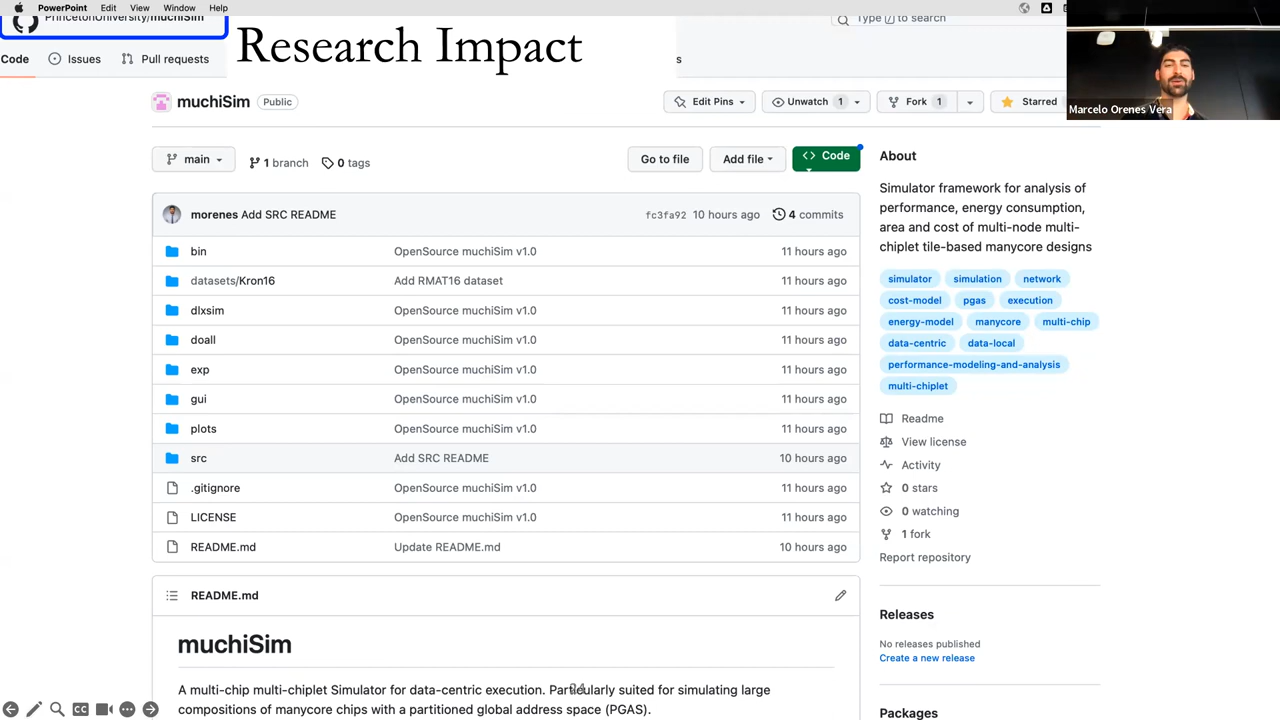 PowerPoint Edit View Window Help
PrincetonUniversity/muchiSim
Research Impact
Type / to search
Code Issues Pull requests
s
Marcelo Orenes Vera
muchiSim Public
Edit Pins Unwatch 1 Fork 1 Starred
main 1 branch 0 tags Go to file Add file Code
morenes Add SRC README fc3fa92 10 hours ago 4 commits
bin OpenSource muchiSim v1.0 11 hours ago
datasets/Kron16 Add RMAT16 dataset 11 hours ago
dlxsim OpenSource muchiSim v1.0 11 hours ago
doall OpenSource muchiSim v1.0 11 hours ago
exp OpenSource muchiSim v1.0 11 hours ago
gui OpenSource muchiSim v1.0 11 hours ago
plots OpenSource muchiSim v1.0 11 hours ago
src Add SRC README 10 hours ago
.gitignore OpenSource muchiSim v1.0 11 hours ago
LICENSE OpenSource muchiSim v1.0 11 hours ago
README.md Update README.md 10 hours ago
README.md
muchiSim
A multi-chip multi-chiplet Simulator for data-centric execution. Particularly suited for simulating large
compositions of manycore chips with a partitioned global address space (PGAS).
24
About
Simulator framework for analysis of
performance, energy consumption,
area and cost of multi-node multi-
chiplet tile-based manycore designs
simulator simulation network
cost-model pgas execution
energy-model manycore multi-chip
data-centric data-local
performance-modeling-and-analysis
multi-chiplet
Readme
View license
Activity
0 stars
0 watching
1 fork
Report repository
Releases
No releases published
Create a new release
Packages
CC